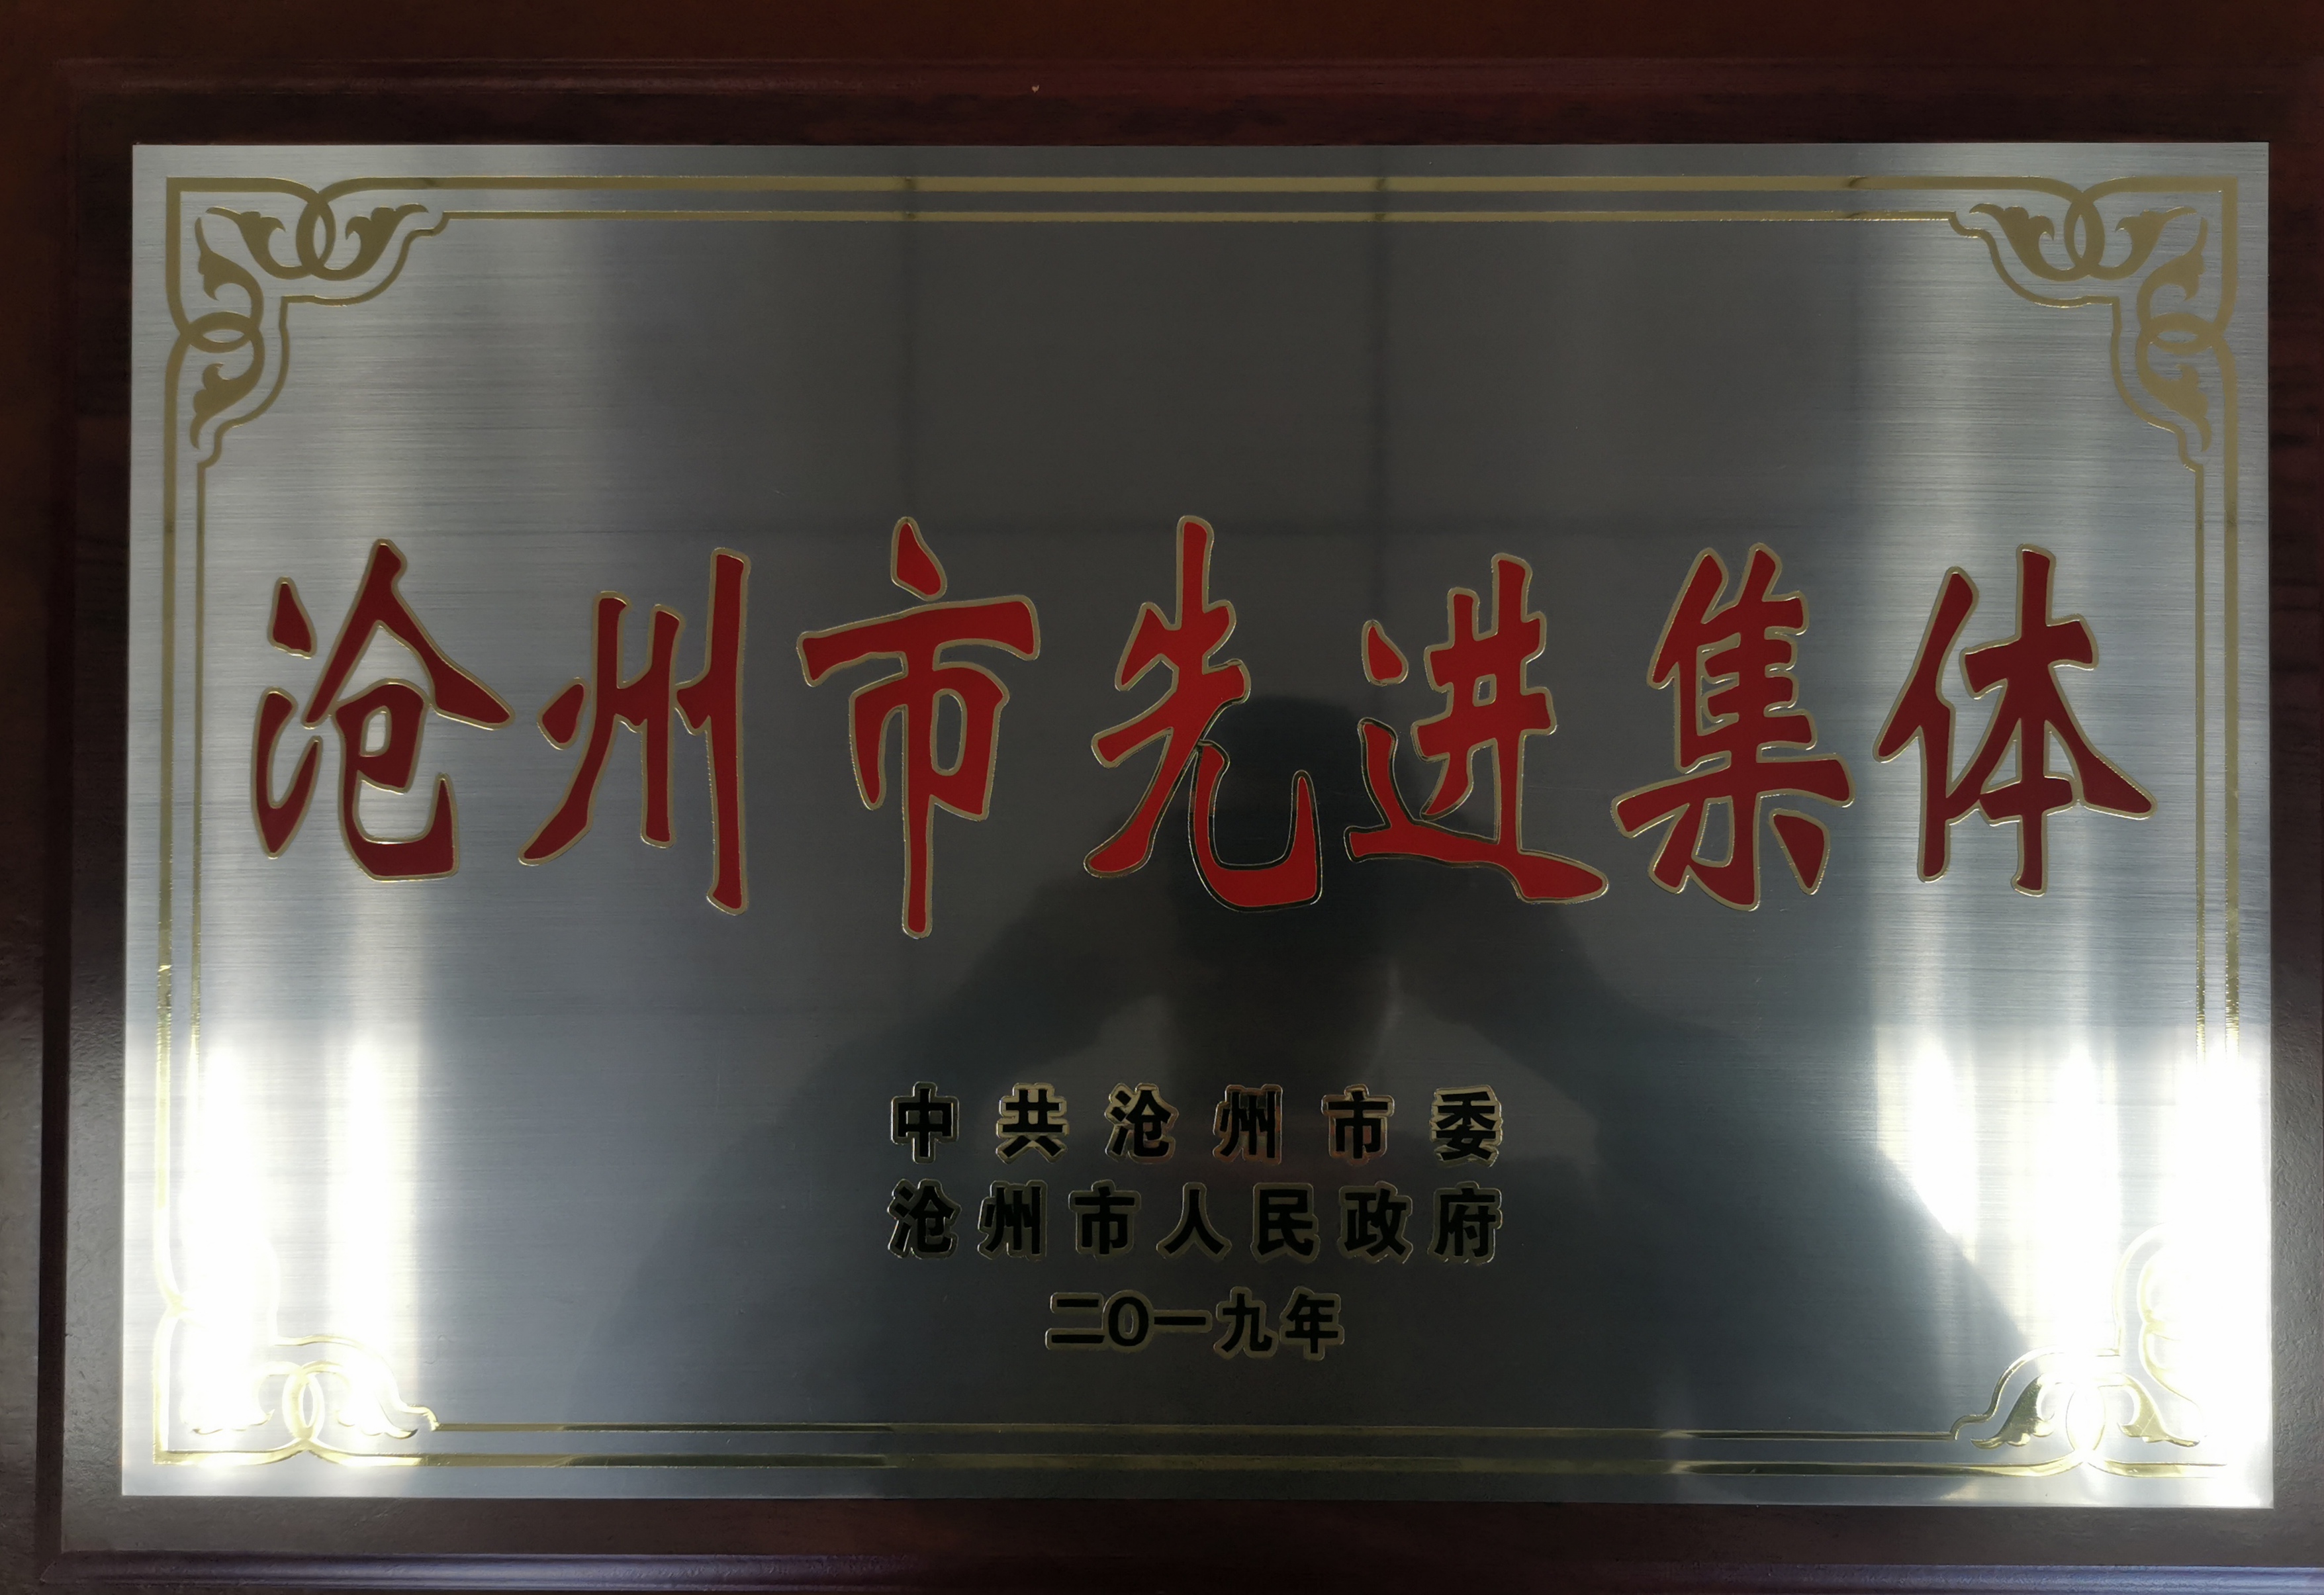 沧州市先进集体
中共沧州市委
沧州市人民政府
二〇一九年